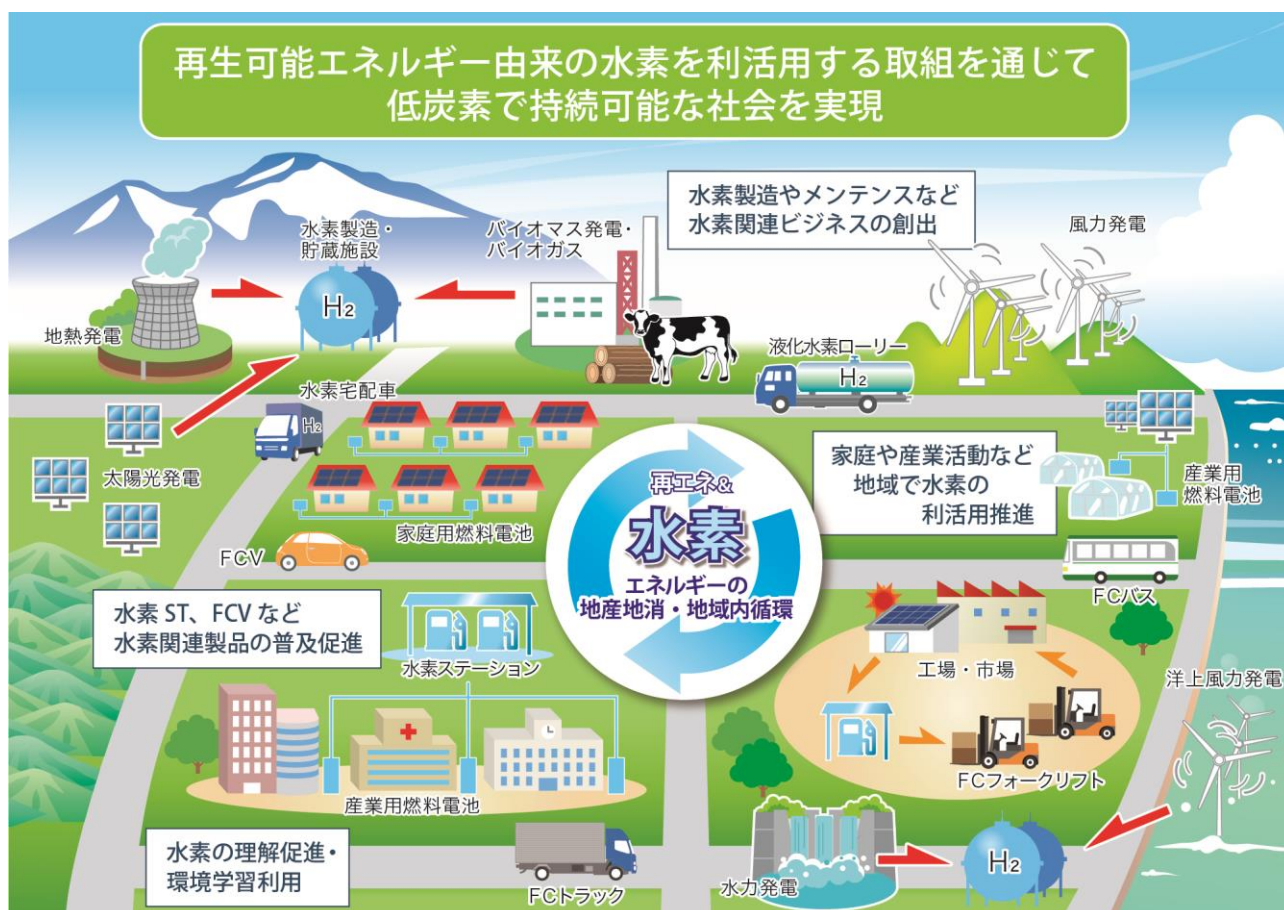 再生可能エネルギー由来の水素を利活用する取組を通じて
低炭素で持続可能な社会を実現
水素製造やメンテンスなど
水素関連ビジネスの創出
水素製造・
貯蔵施設
バイオマス発電・
バイオガス
風力発電
H2
地熱発電
液化水素ローリー
H2
水素宅配車
H2
太陽光発電
家庭用燃料電池
再エネ&
水素
エネルギーの
地産地消・地域内循環
家庭や産業活動など
地域で水素の
利活用推進
産業用
燃料電池
FCV
FCバス
水素 ST、FCV など
水素関連製品の普及促進
水素ステーション
工場・市場
洋上風力発電
FCフォークリフト
産業用燃料電池
水素の理解促進・
環境学習利用
FCトラック
水力発電
H2